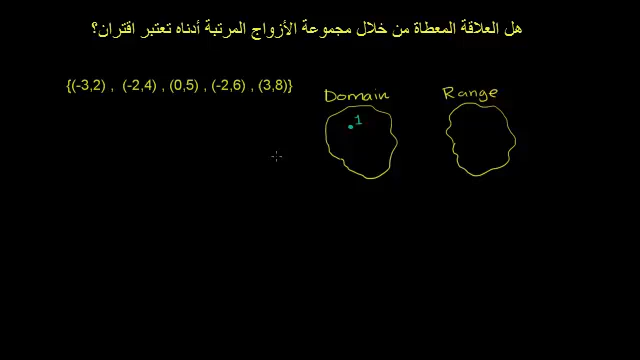 هل العلاقة المعطاة من خلال مجموعة الأزواج المرتبة أدناه تعتبر اقتران؟
{(-3,2) , (-2,4) , (0,5) , (-2,6) , (3,8)}
Domain Range
1